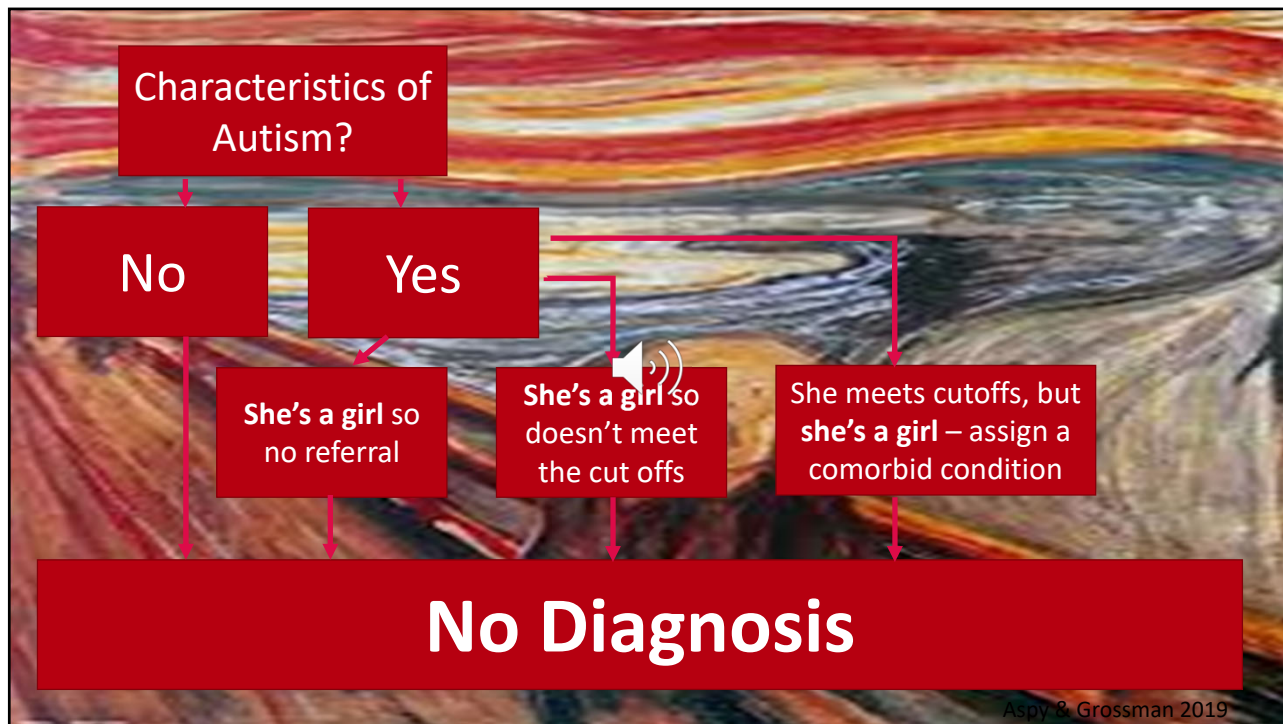 Characteristics of
Autism?
No
Yes
She’s a girl so
no referral
She’s a girl so
doesn’t meet
the cut offs
She meets cutoffs, but
she’s a girl – assign a
comorbid condition
No Diagnosis
Aspy & Grossman 2019